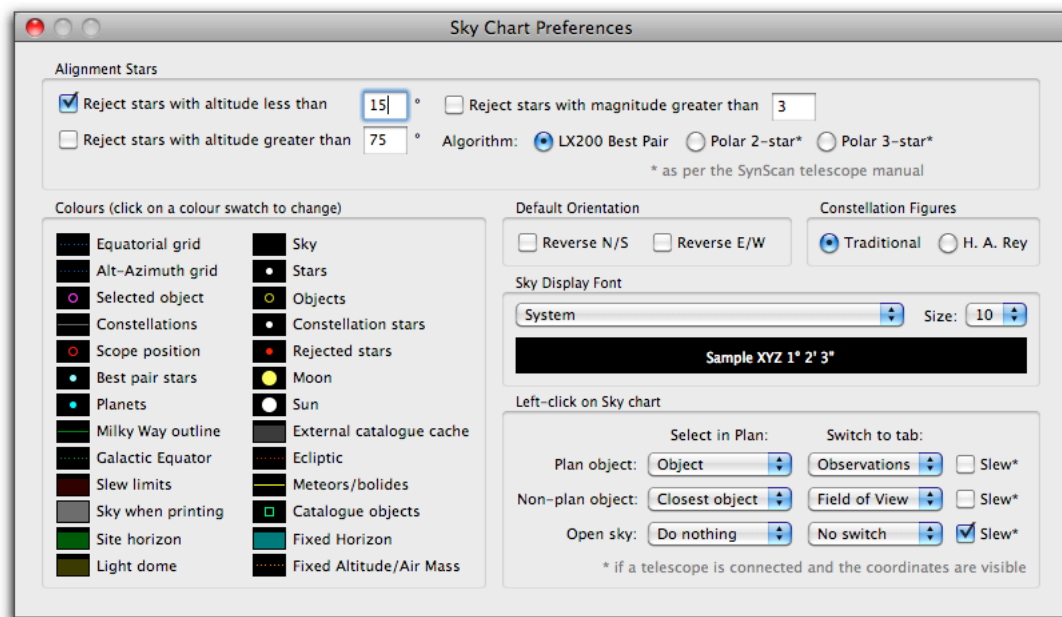 Sky Chart Preferences
Alignment Stars
Reject stars with altitude less than 15 °
Reject stars with magnitude greater than 3
Reject stars with altitude greater than 75 °
Algorithm: LX200 Best Pair Polar 2-star* Polar 3-star*
* as per the SynScan telescope manual
Colours (click on a colour swatch to change)
Equatorial grid Sky
Alt-Azimuth grid Stars
Selected object Objects
Constellations Constellation stars
Scope position Rejected stars
Best pair stars Moon
Planets Sun
Milky Way outline External catalogue cache
Galactic Equator Ecliptic
Slew limits Meteors/bolides
Sky when printing Catalogue objects
Site horizon Fixed Horizon
Light dome Fixed Altitude/Air Mass
Default Orientation
Reverse N/S Reverse E/W
Constellation Figures
Traditional H. A. Rey
Sky Display Font
System Size: 10
Sample XYZ 1° 2' 3"
Left-click on Sky chart
Select in Plan: Switch to tab:
Plan object: Object Observations Slew*
Non-plan object: Closest object Field of View Slew*
Open sky: Do nothing No switch Slew*
* if a telescope is connected and the coordinates are visible